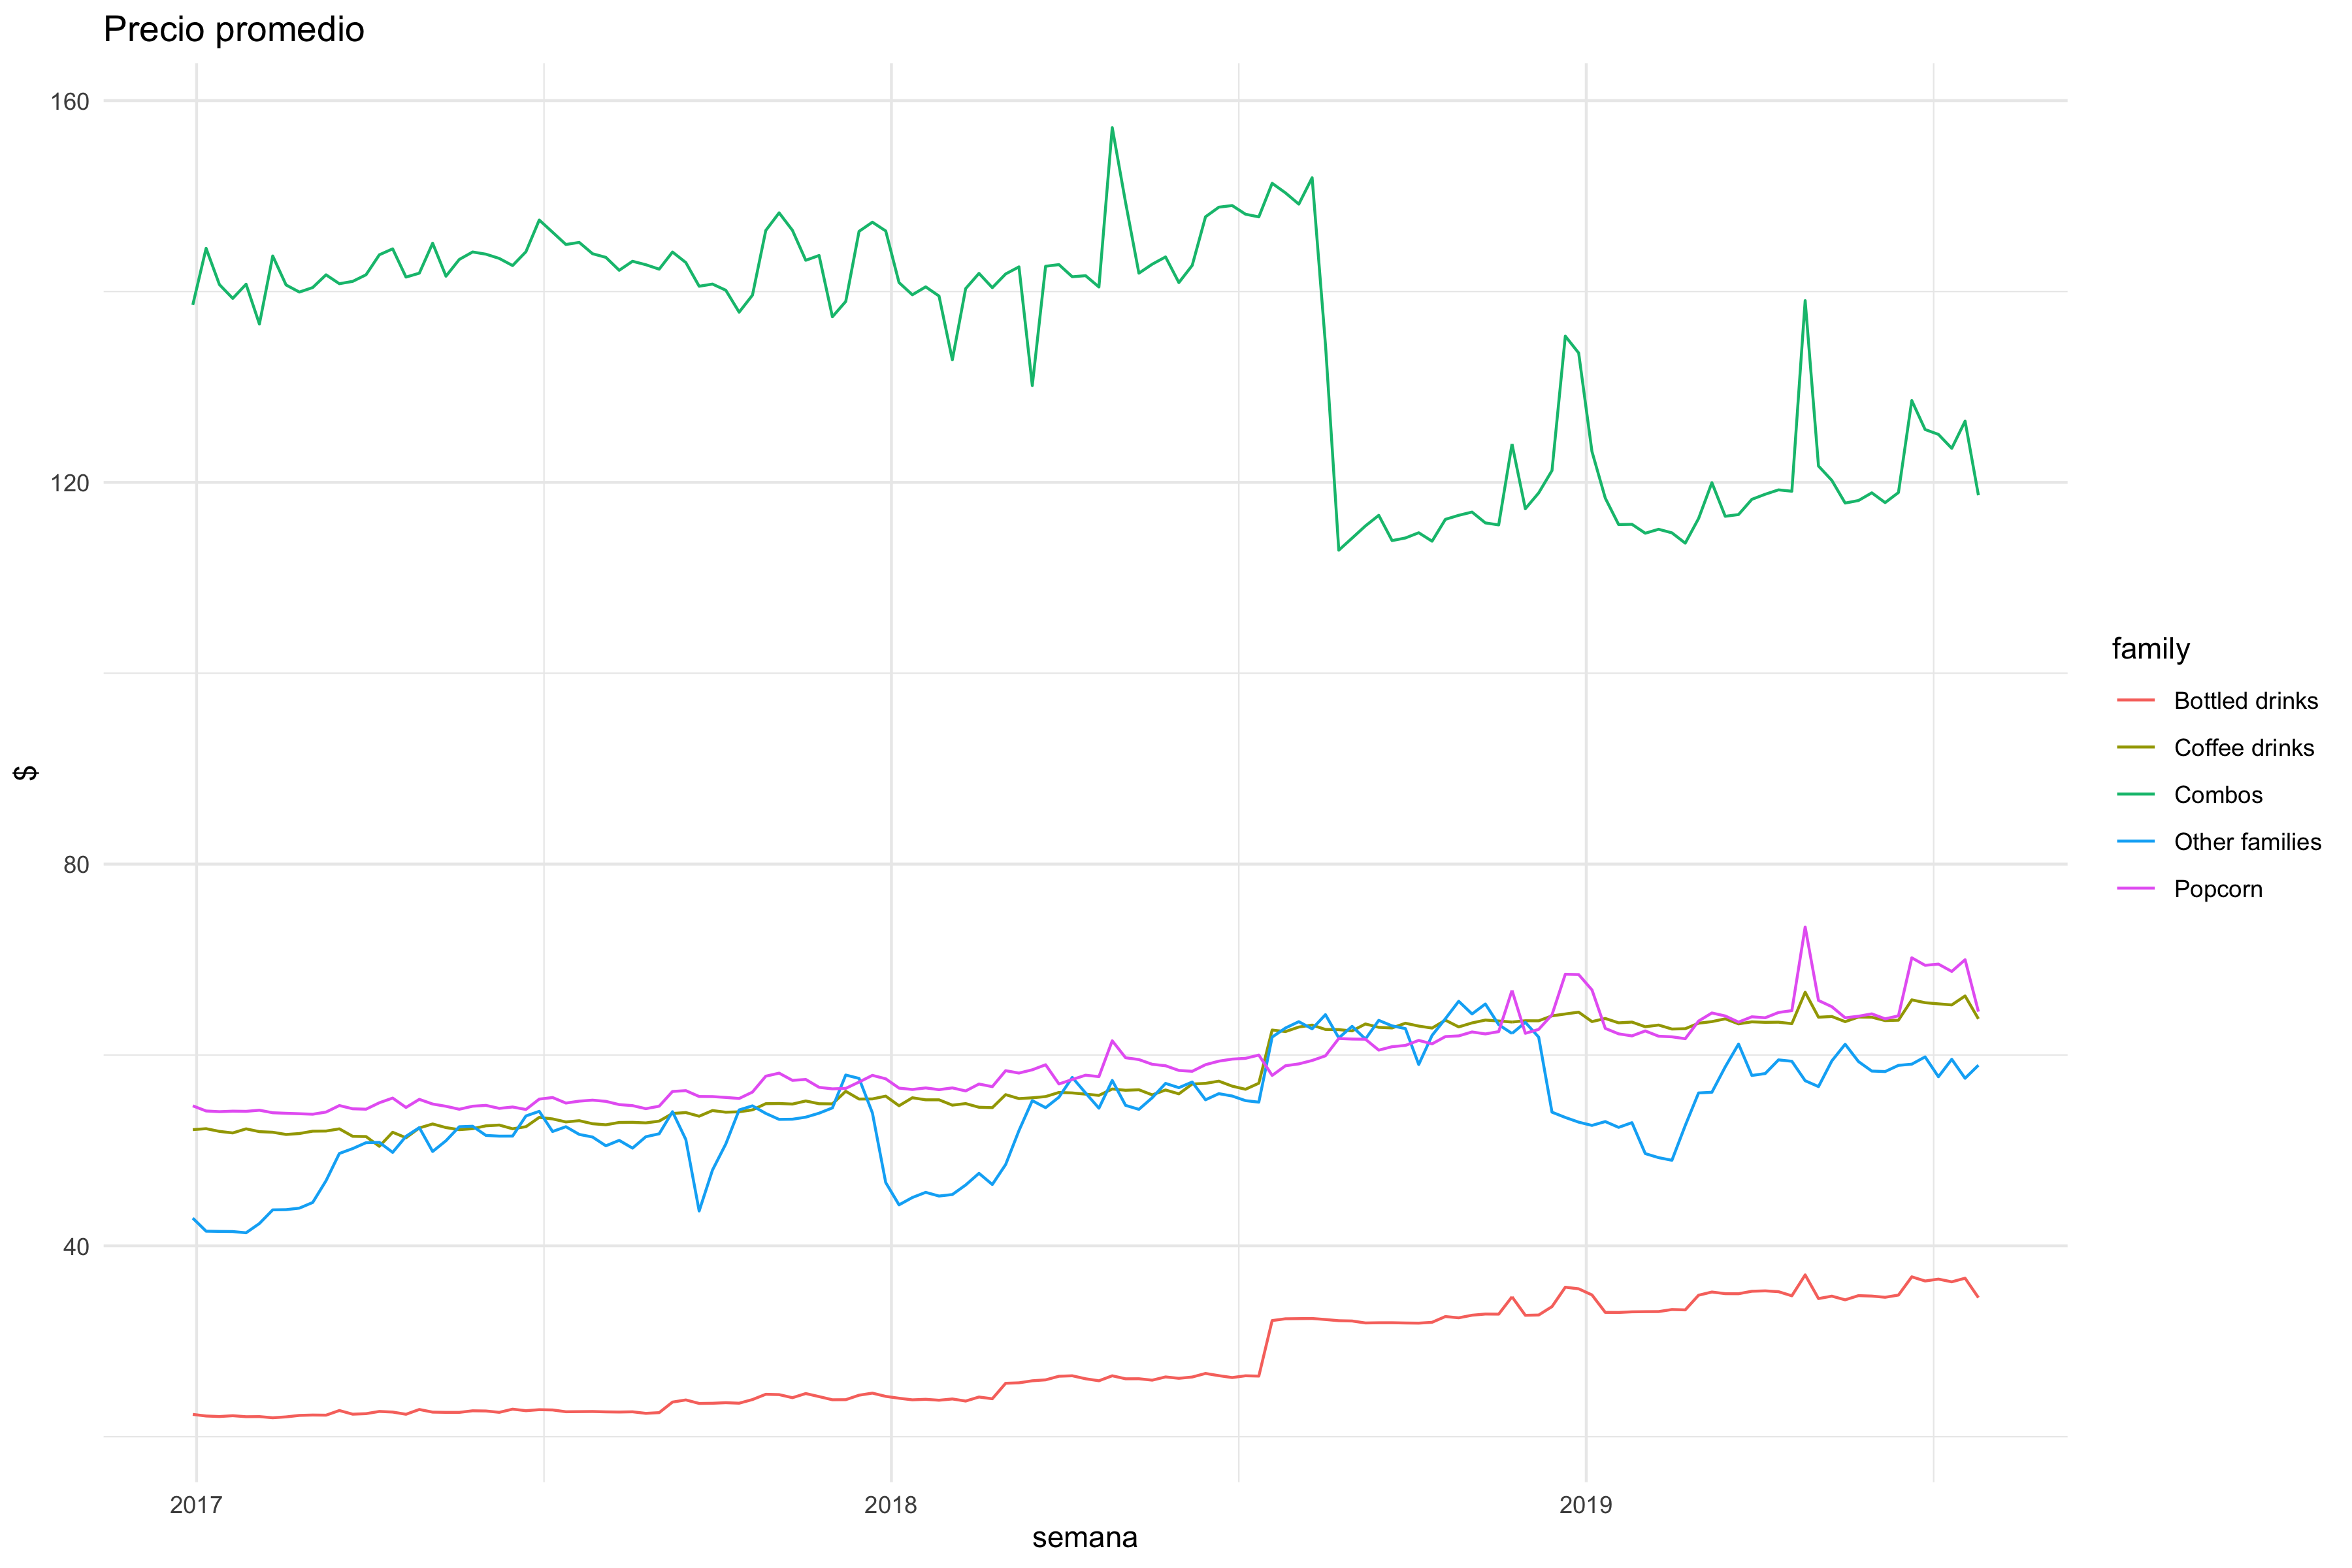 Precio promedio
160
120
80
40
$
2017
2018
2019
semana
family
Bottled drinks
Coffee drinks
Combos
Other families
Popcorn